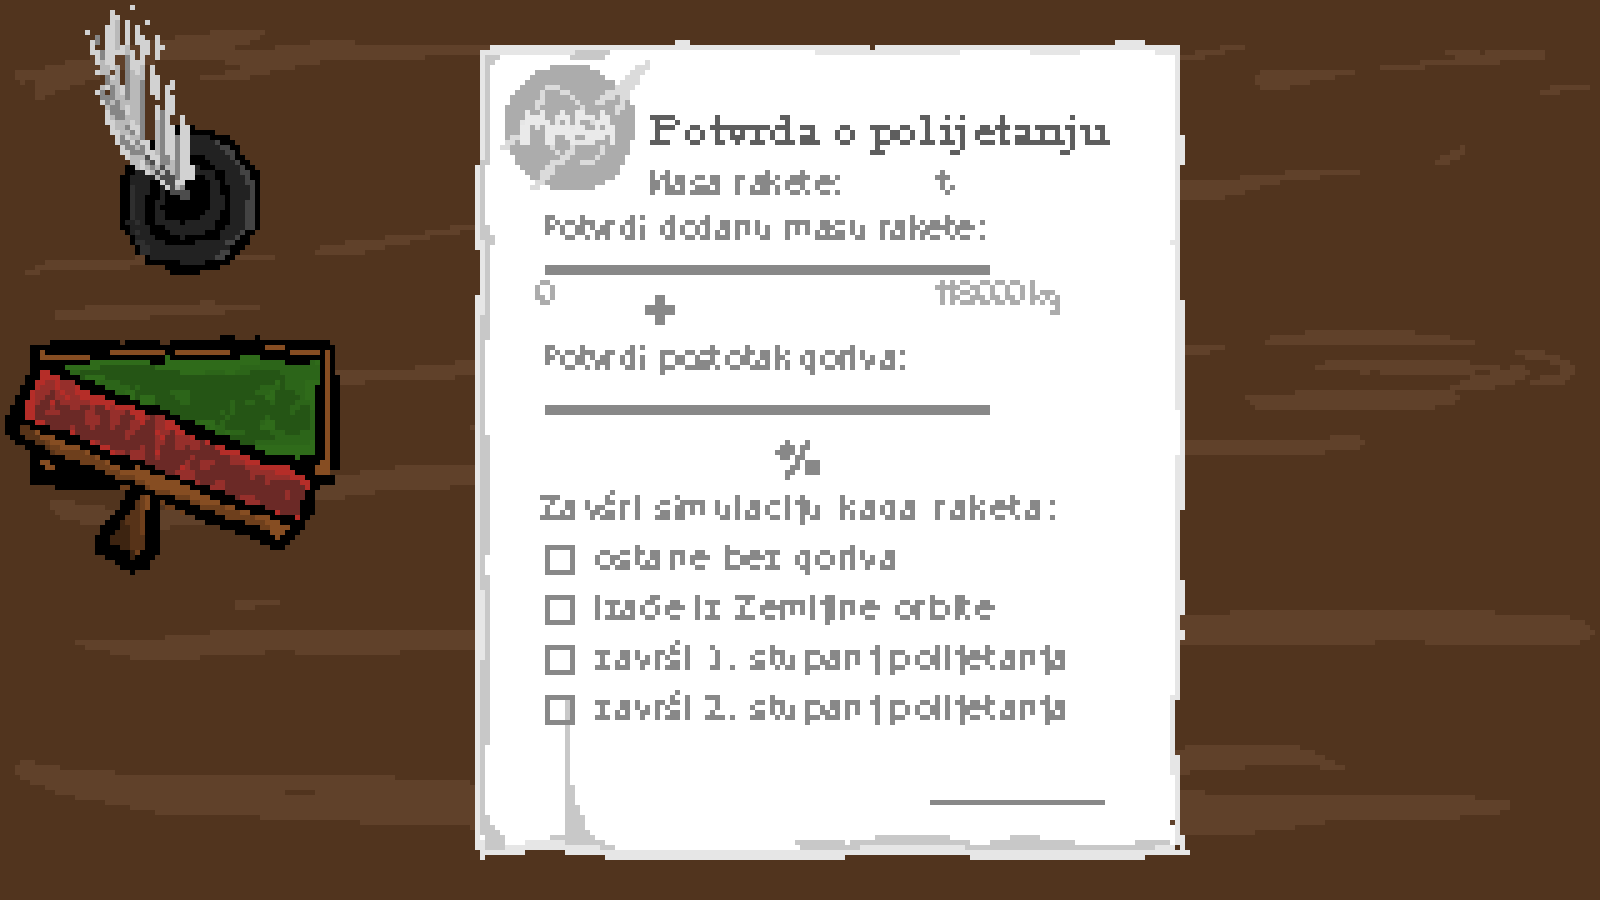 Potvrda o polijetanju
Masa rakete: t
Potvrdi dodanu masu rakete:
0 118000 kg
+
Potvrdi postotak goriva:
%
Završi simulaciju kada raketa:
ostane bez goriva
izađe iz Zemljine orbite
završi 1. stupanj polijetanja
završi 2. stupanj polijetanja